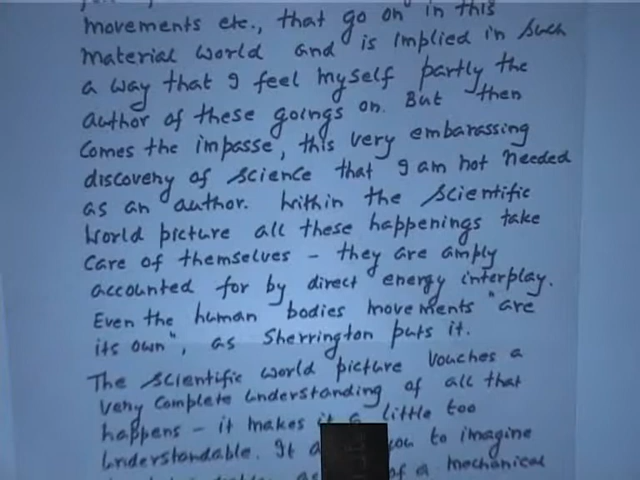 movements etc., that go on" in this
material world and is implied in such
a way that I feel myself partly the
author of these goings on. But then
comes the impasse, this very embarassing
discovery of science that I am not needed
as an author. Within the scientific
world picture all these happenings take
care of themselves - they are amply
accounted for by direct energy interplay.
Even the human bodies movements "are
its own", as Sherrington puts it.
The scientific world picture vouches a
very complete understanding of all that
happens - it makes it a little too
understandable. It you to imagine
of a mechanical